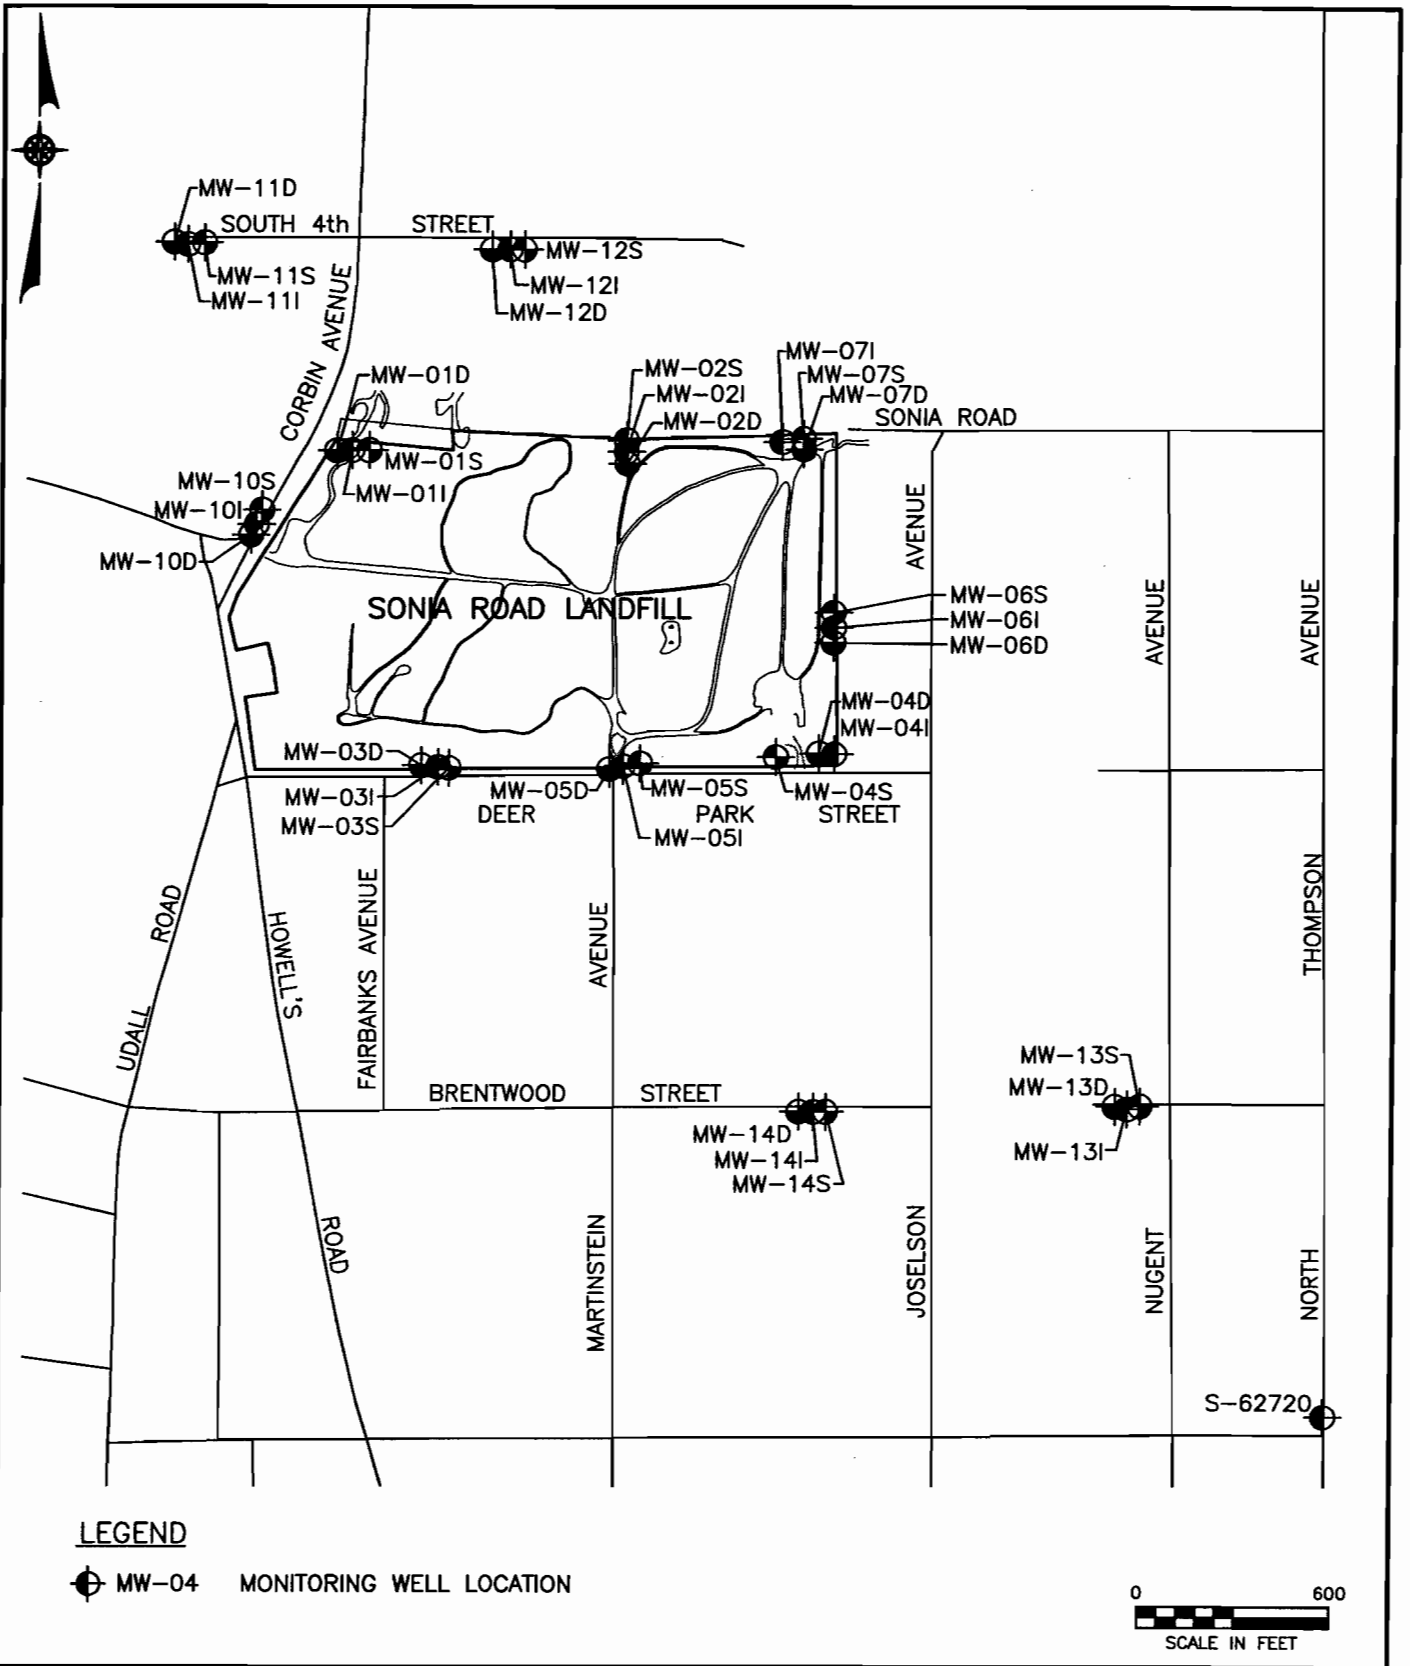 MW-11D
SOUTH 4th STREET
MW-11S
MW-11I
MW-12S
MW-12I
MW-12D
CORBIN AVENUE
MW-01D
MW-01S
MW-01I
MW-02S
MW-02I
MW-02D
MW-07I
MW-07S
MW-07D
SONIA ROAD
MW-10S
MW-10I
MW-10D
SONIA ROAD LANDFILL
MW-06S
MW-06I
MW-06D
MW-04D
MW-04I
MW-04S
MW-03D
MW-03I
MW-03S
MW-05D
MW-05S
MW-05I
DEER PARK STREET
UDALL ROAD
HOWELL'S ROAD
FAIRBANKS AVENUE
MARTINSTEIN AVENUE
JOSELSON AVENUE
NUGENT AVENUE
NORTH THOMPSON AVENUE
BRENTWOOD STREET
MW-14D
MW-14I
MW-14S
MW-13S
MW-13D
MW-13I
S-62720
LEGEND
MW-04 MONITORING WELL LOCATION
0 600
SCALE IN FEET